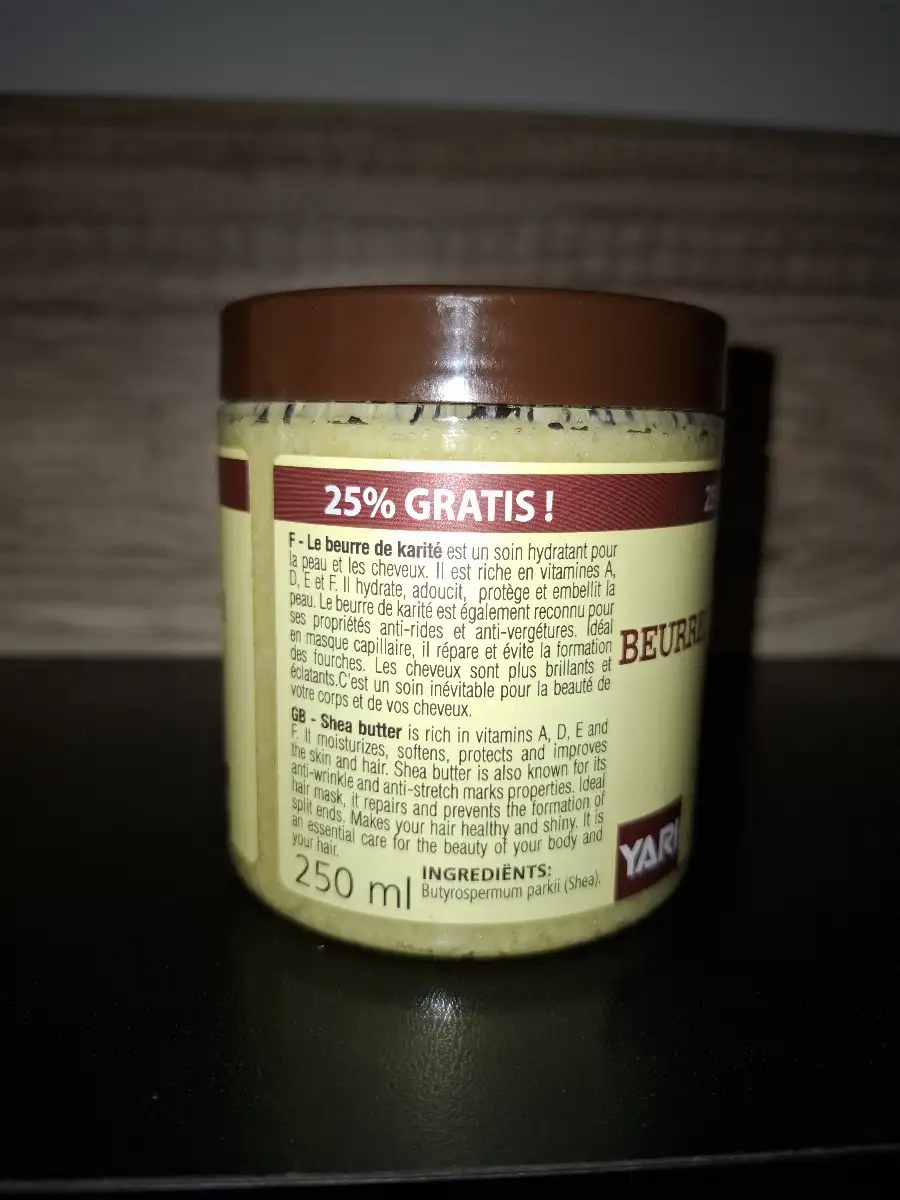 25% GRATIS !
F - Le beurre de karité est un soin hydratant pour
la peau et les cheveux. Il est riche en vitamines A,
D, E et F. Il hydrate, adoucit, protège et embellit la
peau. Le beurre de karité est également reconnu pour
ses propriétés anti-rides et anti-vergétures. Idéal
en masque capillaire, il répare et évite la formation
des fourches. Les cheveux sont plus brillants et
éclatants.C'est un soin inévitable pour la beauté de
votre corps et de vos cheveux.
GB - Shea butter is rich in vitamins A, D, E and
F. It moisturizes, softens, protects and improves
the skin and hair. Shea butter is also known for its
anti-wrinkle and anti-stretch marks properties. Ideal
hair mask, it repairs and prevents the formation of
split ends. Makes your hair healthy and shiny. It is
an essential care for the beauty of your body and
your hair.
250 ml
INGREDIËNTS:
Butyrospermum parkii (Shea).
BEURRE
YARI